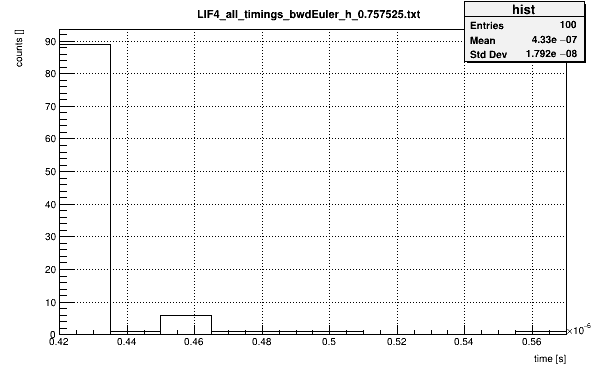 LIF4_all_timings_bwdEuler_h_0.757525.txt
hist
Entries 100
Mean 4.33e −07
Std Dev 1.792e −08
counts []
90
80
70
60
50
40
30
20
10
0
0.42 0.44 0.46 0.48 0.5 0.52 0.54 0.56
×10⁻⁶
time [s]